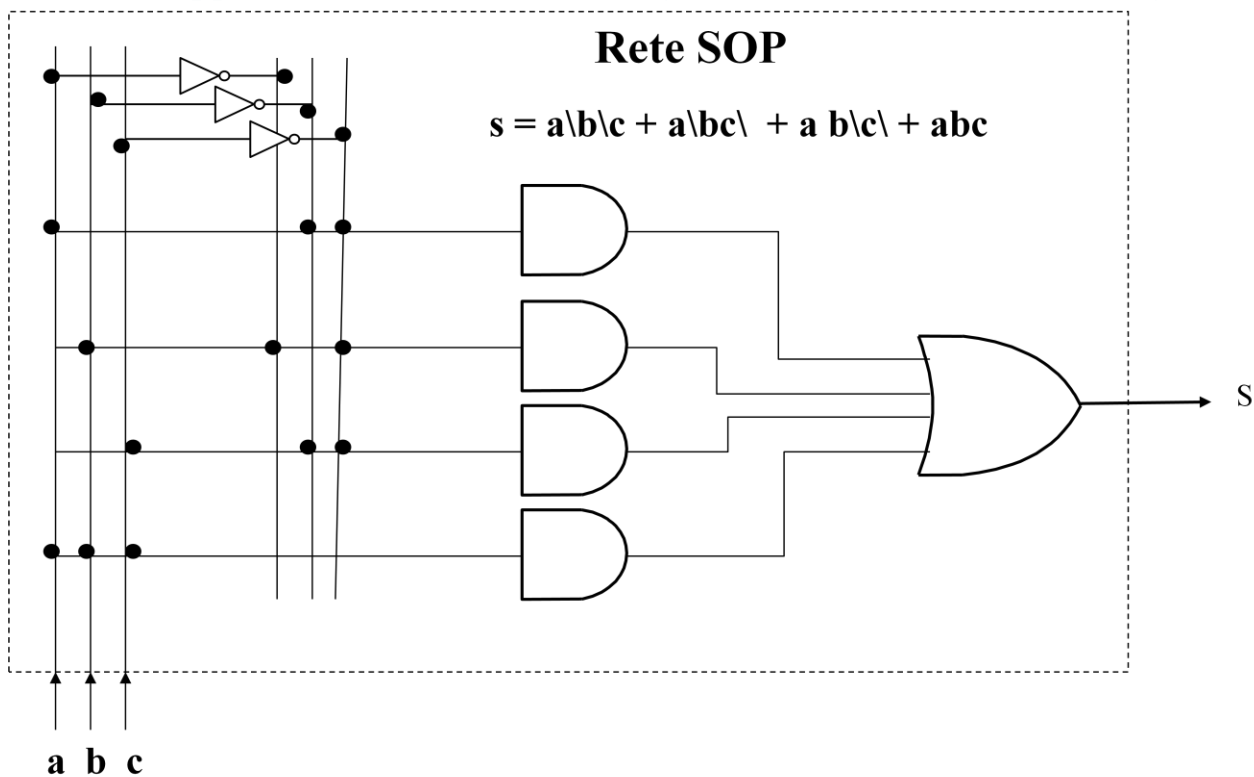 Rete SOP
s = a\b\c + a\bc\ + a b\c\ + abc
S
a b c